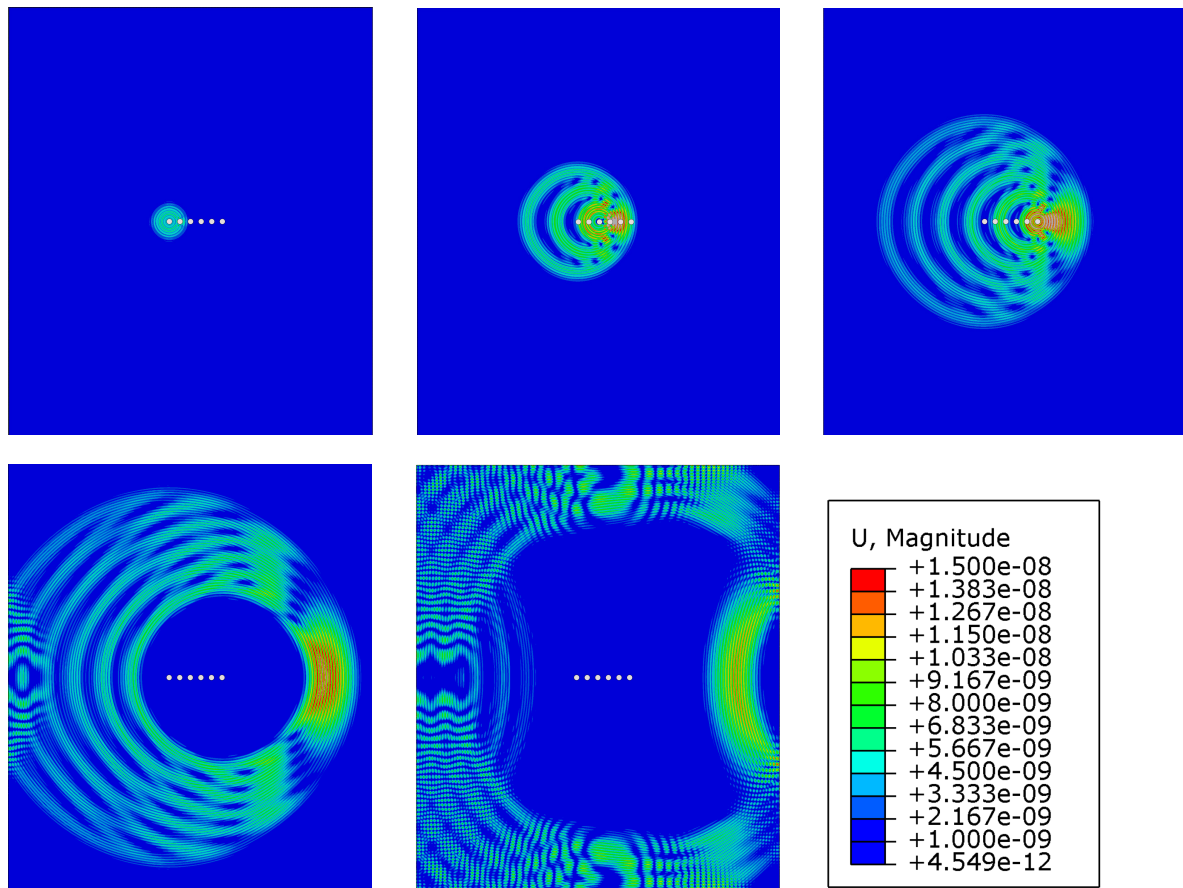 U, Magnitude
+1.500e-08
+1.383e-08
+1.267e-08
+1.150e-08
+1.033e-08
+9.167e-09
+8.000e-09
+6.833e-09
+5.667e-09
+4.500e-09
+3.333e-09
+2.167e-09
+1.000e-09
+4.549e-12